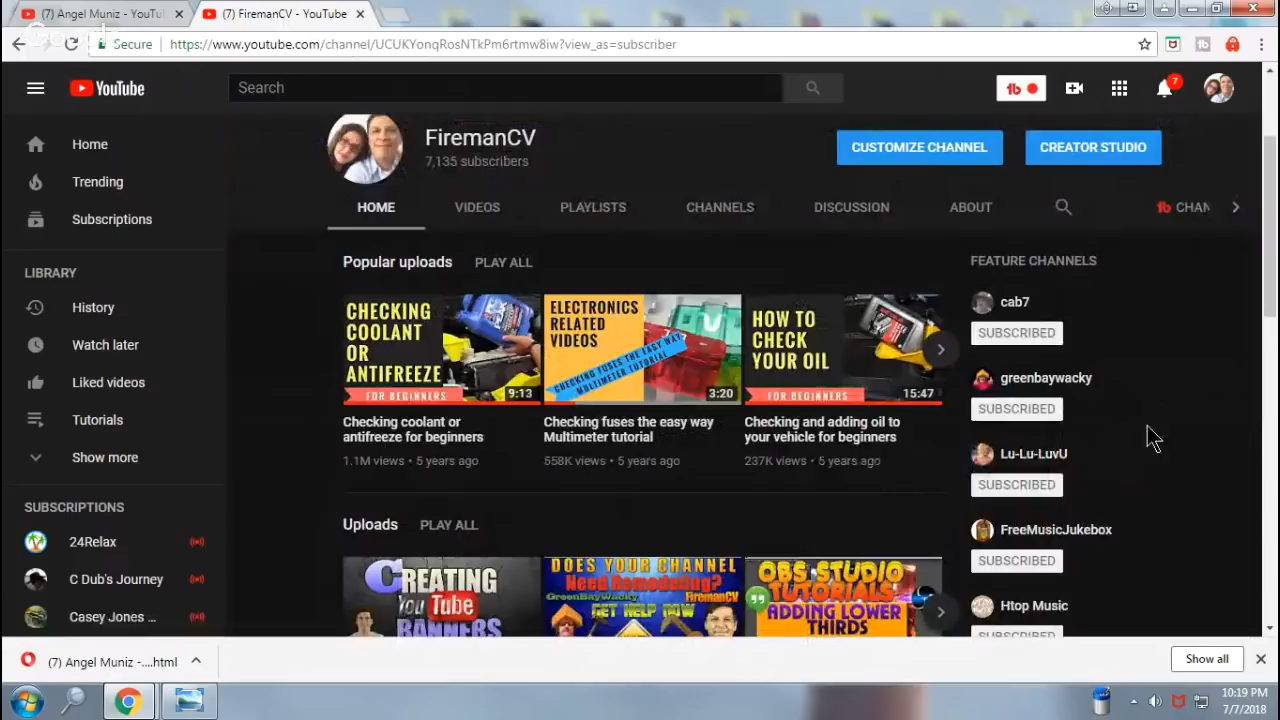 (7) Angel Muniz - YouTu
(7) FiremanCV - YouTube
Secure
https://www.youtube.com/channel/UCUKYonqRosNTkPm6rtmw8iw?view_as=subscriber
YouTube
Search
7
FiremanCV
7,135 subscribers
CUSTOMIZE CHANNEL
CREATOR STUDIO
Home
Trending
Subscriptions
LIBRARY
History
Watch later
Liked videos
Tutorials
Show more
SUBSCRIPTIONS
24Relax
C Dub's Journey
Casey Jones ...
HOME VIDEOS PLAYLISTS CHANNELS DISCUSSION ABOUT CHAN
Popular uploads PLAY ALL
CHECKING
COOLANT
OR
ANTIFREEZE
FOR BEGINNERS
9:13
Checking coolant or
antifreeze for beginners
1.1M views • 5 years ago
ELECTRONICS
RELATED
VIDEOS
CHECKING FUSES THE EASY WAY
MULTIMETER TUTORIAL
3:20
Checking fuses the easy way
Multimeter tutorial
558K views • 5 years ago
HOW TO
CHECK
YOUR OIL
FOR BEGINNERS
15:47
Checking and adding oil to
your vehicle for beginners
237K views • 5 years ago
Uploads PLAY ALL
CREATING
YouTube
BANNERS
DOES YOUR CHANNEL
Need Remodeling?
GreenBayWacky FiremanCV
GET HELP NOW
OBS STUDIO
TUTORIALS
ADDING LOWER
THIRDS
FEATURE CHANNELS
cab7
SUBSCRIBED
greenbaywacky
SUBSCRIBED
Lu-Lu-LuvU
SUBSCRIBED
FreeMusicJukebox
SUBSCRIBED
Htop Music
SUBSCRIBED
(7) Angel Muniz -....html
Show all
10:19 PM
7/7/2018